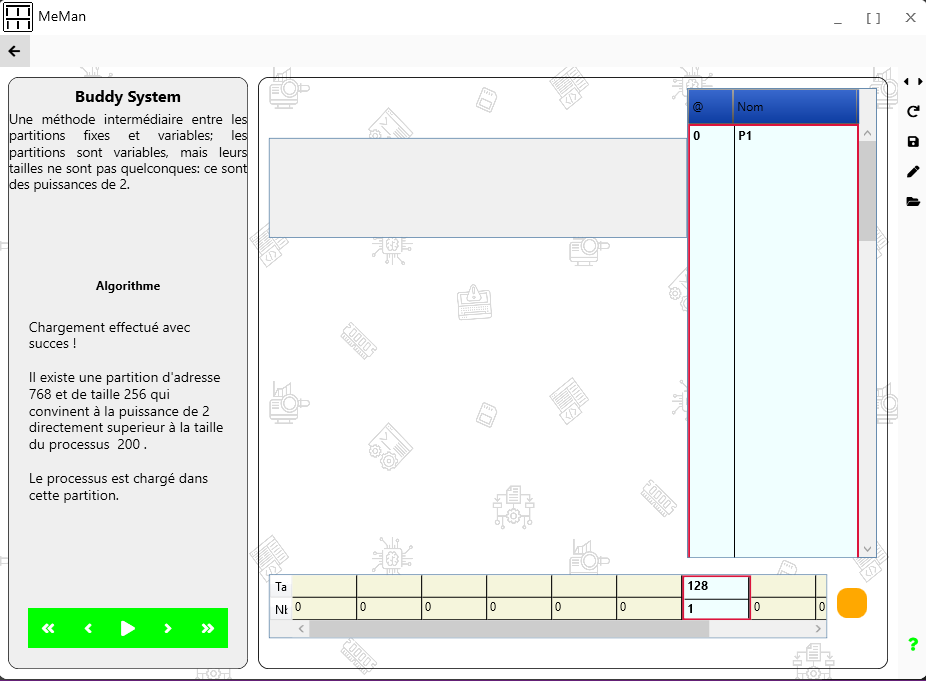 MeMan
Buddy System
Une méthode intermédiaire entre les
partitions fixes et variables; les
partitions sont variables, mais leurs
tailles ne sont pas quelconques: ce sont
des puissances de 2.
Algorithme
Chargement effectué avec
succes !
Il existe une partition d'adresse
768 et de taille 256 qui
convinent à la puissance de 2
directement superieur à la taille
du processus 200 .
Le processus est chargé dans
cette partition.
@ Nom
0 P1
Ta 128
Nb 0 0 0 0 0 0 1 0 0
?